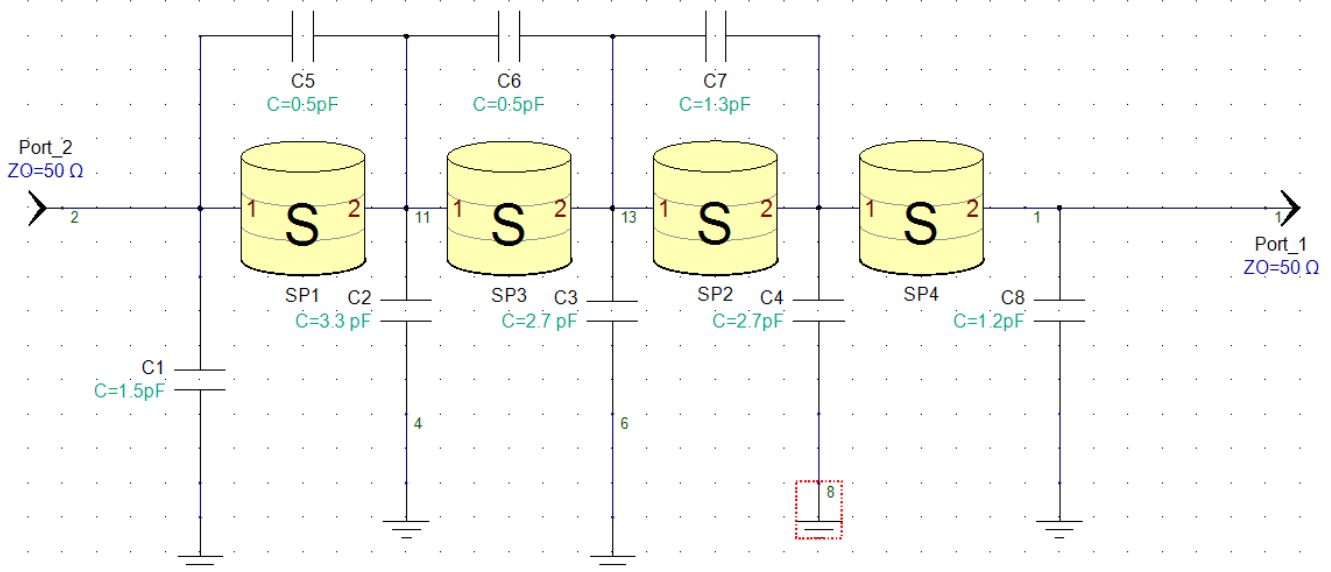 C5
C=0.5pF
C6
C=0.5pF
C7
C=1.3pF
Port_2
ZO=50 Ω
2
1 S 2
11
1 S 2
13
1 S 2
1 S 2
1
1
Port_1
ZO=50 Ω
SP1
C2
C=3.3 pF
SP3
C3
C=2.7 pF
SP2
C4
C=2.7pF
SP4
C8
C=1.2pF
C1
C=1.5pF
4
6
8